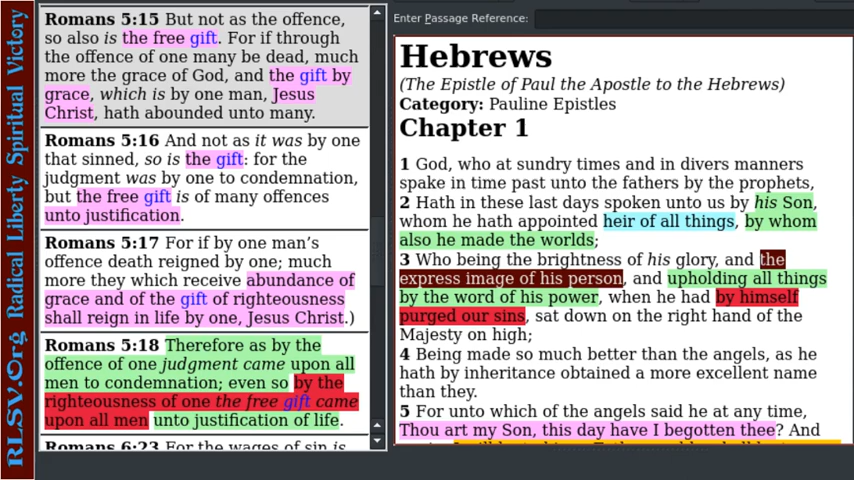 RLSV.Org Radical Liberty Spiritual Victory
Romans 5:15 But not as the offence,
so also is the free gift. For if through
the offence of one many be dead, much
more the grace of God, and the gift by
grace, which is by one man, Jesus
Christ, hath abounded unto many.
Romans 5:16 And not as it was by one
that sinned, so is the gift: for the
judgment was by one to condemnation,
but the free gift is of many offences
unto justification.
Romans 5:17 For if by one man’s
offence death reigned by one; much
more they which receive abundance of
grace and of the gift of righteousness
shall reign in life by one, Jesus Christ.)
Romans 5:18 Therefore as by the
offence of one judgment came upon all
men to condemnation; even so by the
righteousness of one the free gift came
upon all men unto justification of life.
Romans 6:23 For the wages of sin is
Enter Passage Reference:
Hebrews
(The Epistle of Paul the Apostle to the Hebrews)
Category: Pauline Epistles
Chapter 1
1 God, who at sundry times and in divers manners
spake in time past unto the fathers by the prophets,
2 Hath in these last days spoken unto us by his Son,
whom he hath appointed heir of all things, by whom
also he made the worlds;
3 Who being the brightness of his glory, and the
express image of his person, and upholding all things
by the word of his power, when he had by himself
purged our sins, sat down on the right hand of the
Majesty on high;
4 Being made so much better than the angels, as he
hath by inheritance obtained a more excellent name
than they.
5 For unto which of the angels said he at any time,
Thou art my Son, this day have I begotten thee? And